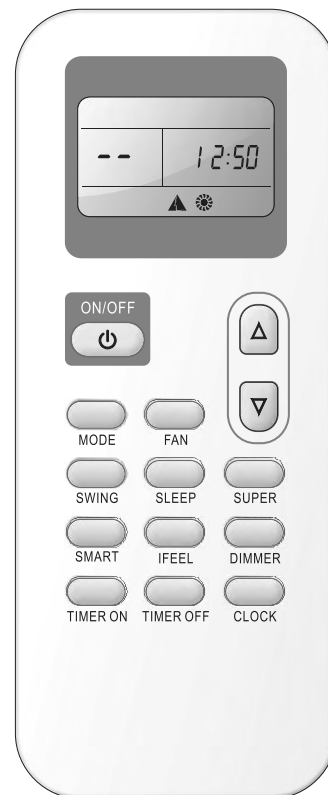 -- 12:50
ON/OFF
MODE FAN
SWING SLEEP SUPER
SMART IFEEL DIMMER
TIMER ON TIMER OFF CLOCK